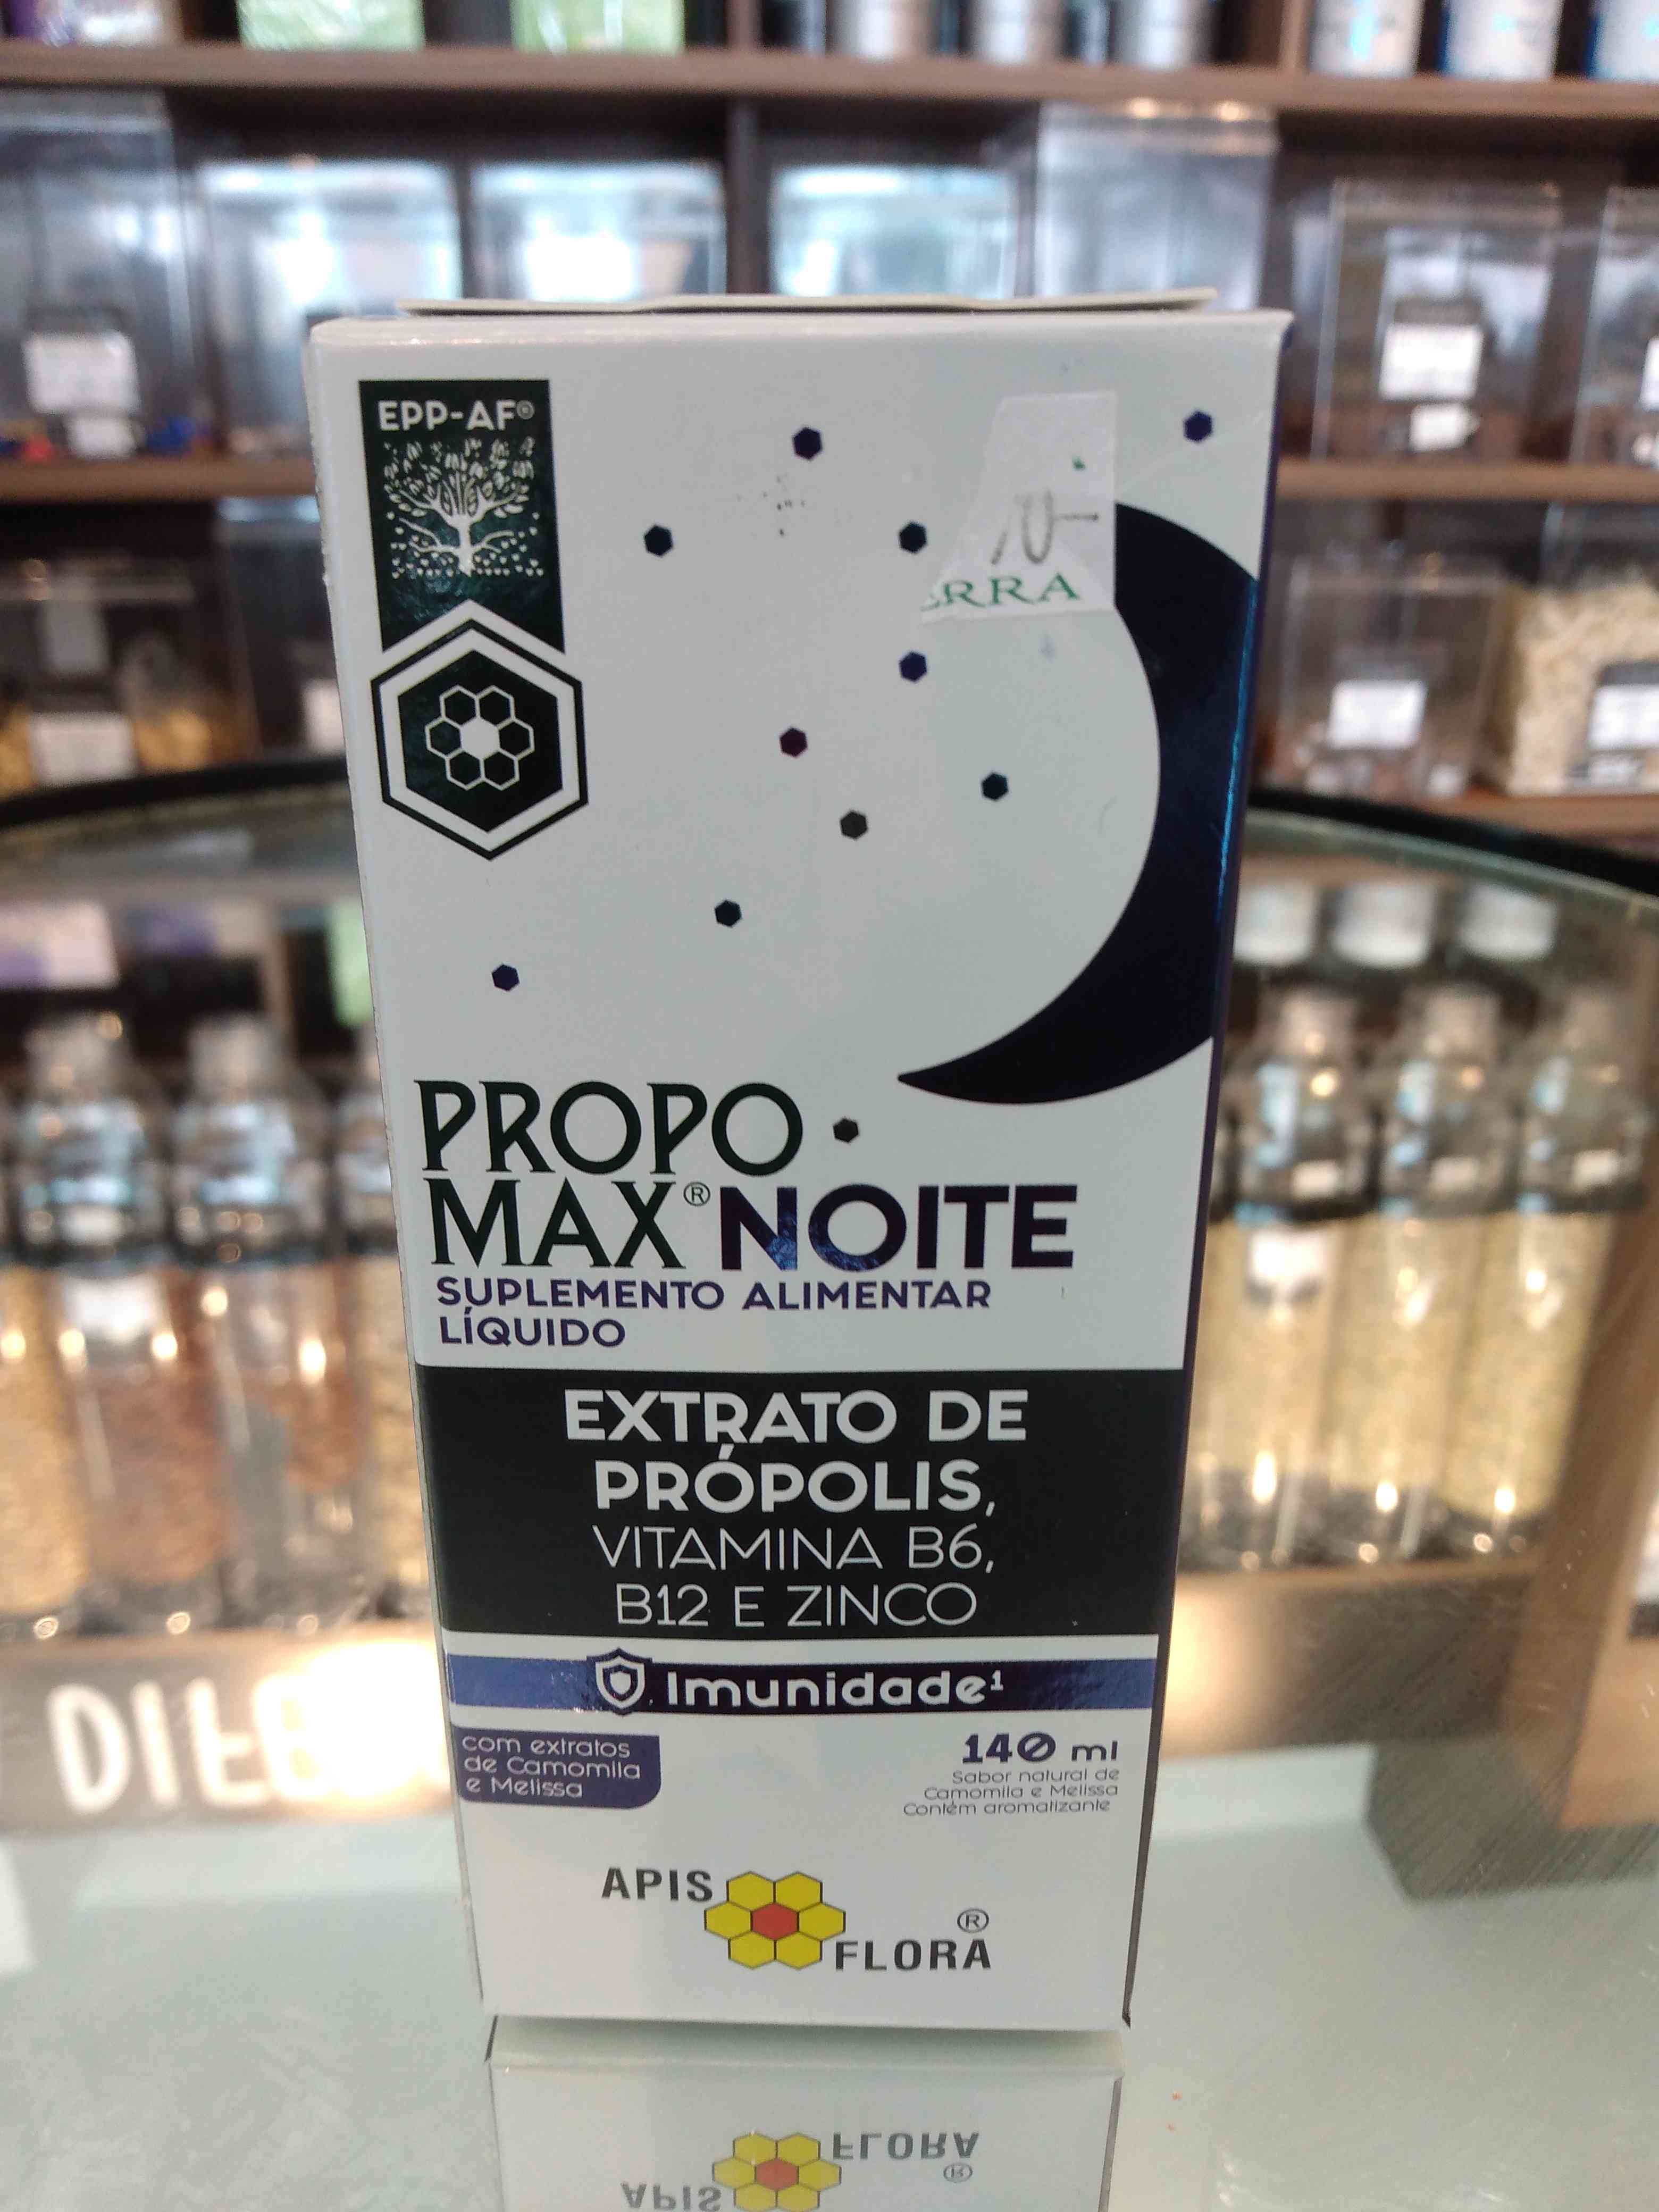 EPP-AF®
70-
ERRA
PROPO
MAX® NOITE
SUPLEMENTO ALIMENTAR
LÍQUIDO
EXTRATO DE
PRÓPOLIS,
VITAMINA B6,
B12 E ZINCO
Imunidade¹
com extratos
de Camomila
e Melissa
140 ml
Sabor natural de
Camomila e Melissa
Contém aromatizante
APIS
FLORA®